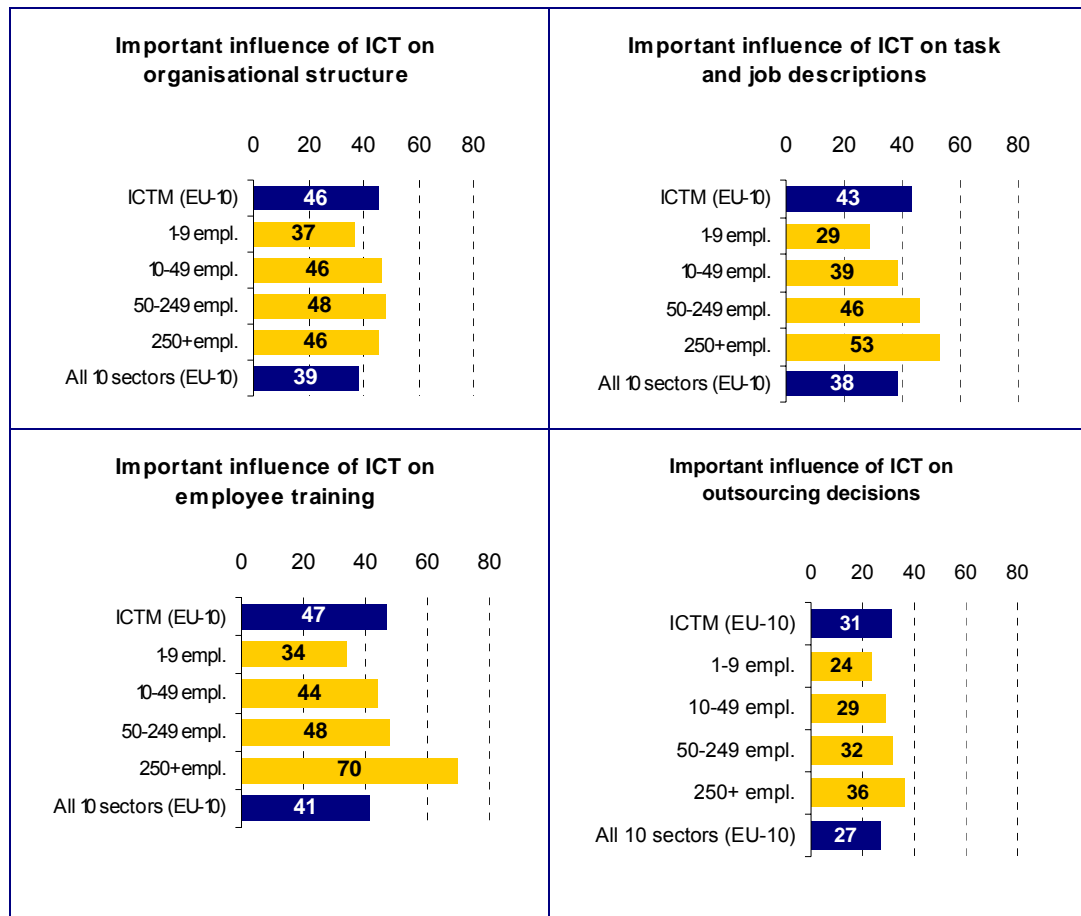 Important influence of ICT on
organisational structure
0 20 40 60 80
ICTM (EU-10) 46
1-9 empl. 37
10-49 empl. 46
50-249 empl. 48
250+empl. 46
All 10 sectors (EU-10) 39
Important influence of ICT on task
and job descriptions
0 20 40 60 80
ICTM (EU-10) 43
1-9 empl. 29
10-49 empl. 39
50-249 empl. 46
250+empl. 53
All 10 sectors (EU-10) 38
Important influence of ICT on
employee training
0 20 40 60 80
ICTM (EU-10) 47
1-9 empl. 34
10-49 empl. 44
50-249 empl. 48
250+empl. 70
All 10 sectors (EU-10) 41
Important influence of ICT on
outsourcing decisions
0 20 40 60 80
ICTM (EU-10) 31
1-9 empl. 24
10-49 empl. 29
50-249 empl. 32
250+ empl. 36
All 10 sectors (EU-10) 27